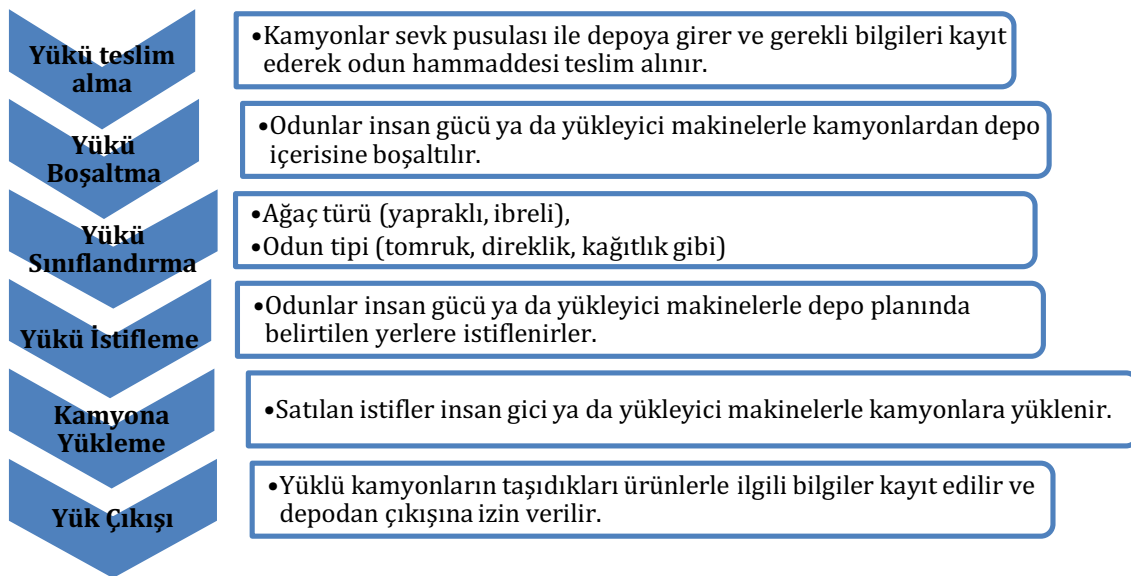 Yükü teslim
alma
•Kamyonlar sevk pusulası ile depoya girer ve gerekli bilgileri kayıt
ederek odun hammaddesi teslim alınır.
Yükü
Boşaltma
•Odunlar insan gücü ya da yükleyici makinelerle kamyonlardan depo
içerisine boşaltılır.
Yükü
Sınıflandırma
•Ağaç türü (yapraklı, ibreli),
•Odun tipi (tomruk, direklik, kağıtlık gibi)
Yükü İstifleme
•Odunlar insan gücü ya da yükleyici makinelerle depo planında
belirtilen yerlere istiflenirler.
Kamyona
Yükleme
•Satılan istifler insan gici ya da yükleyici makinelerle kamyonlara yüklenir.
Yük Çıkışı
•Yüklü kamyonların taşıdıkları ürünlerle ilgili bilgiler kayıt edilir ve
depodan çıkışına izin verilir.